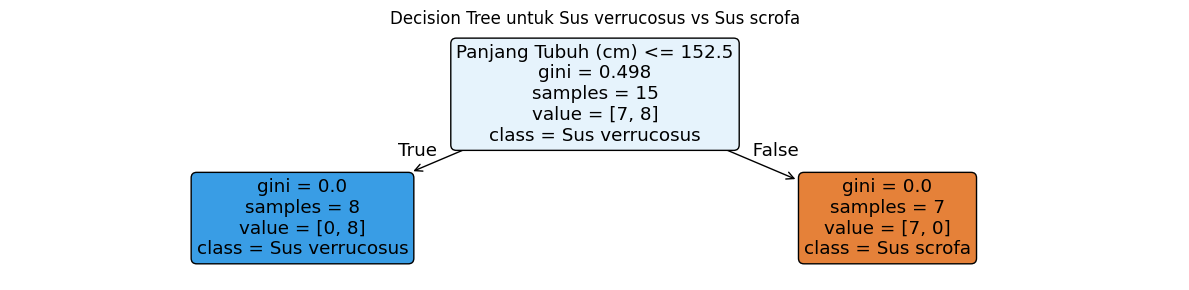 Decision Tree untuk Sus verrucosus vs Sus scrofa
Panjang Tubuh (cm) <= 152.5
gini = 0.498
samples = 15
value = [7, 8]
class = Sus verrucosus
True
False
gini = 0.0
samples = 8
value = [0, 8]
class = Sus verrucosus
gini = 0.0
samples = 7
value = [7, 0]
class = Sus scrofa